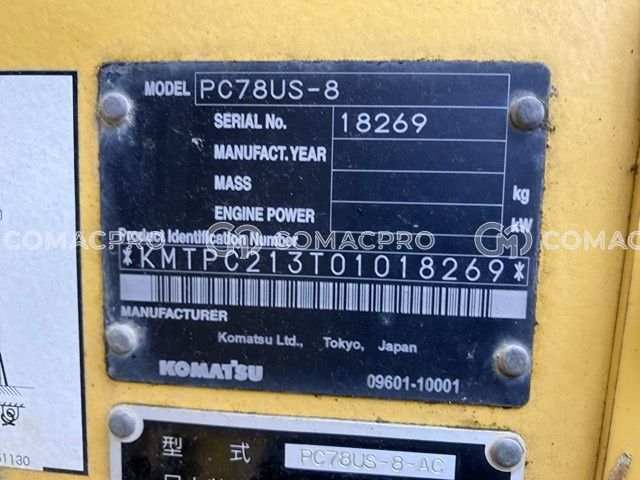 MODEL PC78US-8
SERIAL No. 18269
MANUFACT.YEAR
MASS kg
ENGINE POWER kW
COMACPRO COMACPRO COMACPRO
Product Identification Number
*KMTPC213T01018269*
MANUFACTURER
Komatsu Ltd., Tokyo, Japan
KOMATSU 09601-10001
型 式 PC78US-8-AC
1130